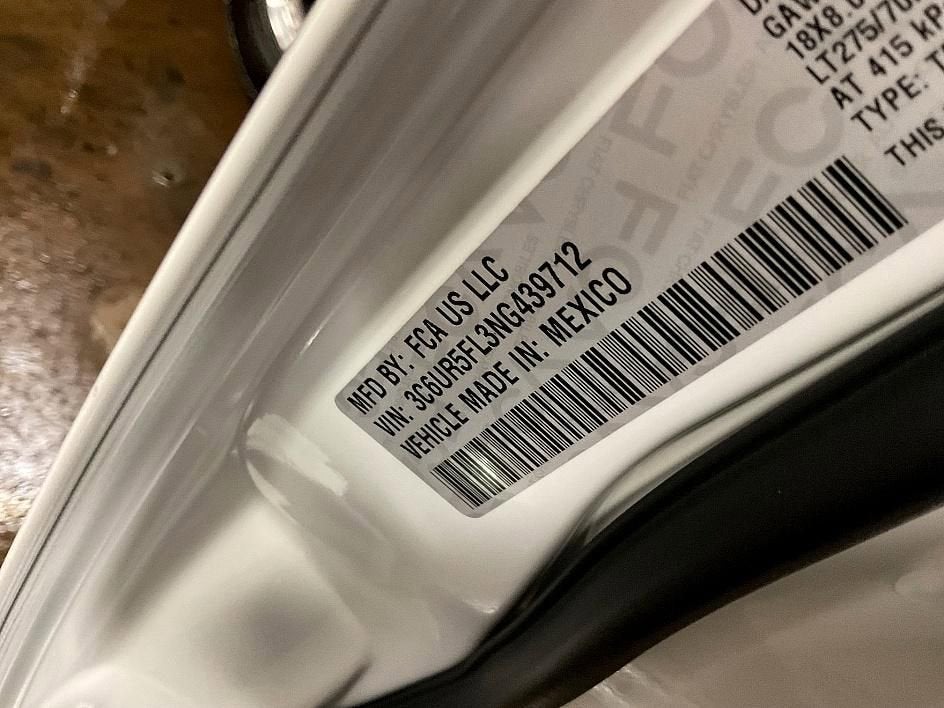 GAW
18X8.0
LT275/70
AT 415 kPa
TYPE: T
THIS
MFD BY: FCA US LLC
VIN: 3C6UR5FL3NG439712
VEHICLE MADE IN: MEXICO